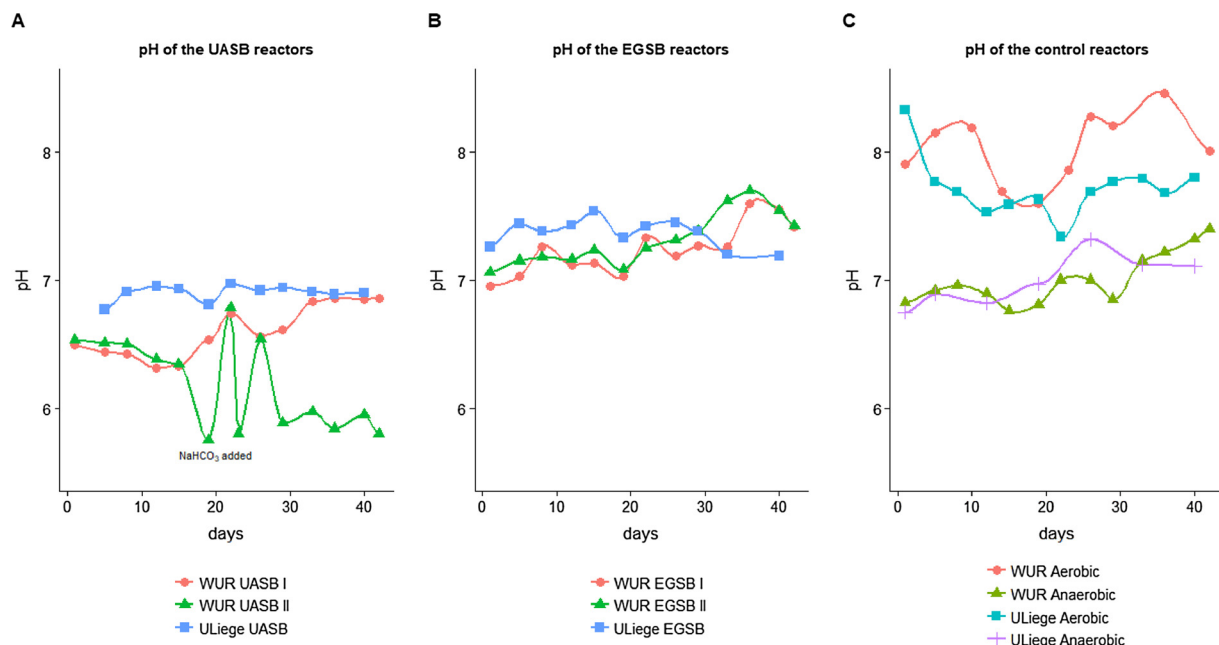 A
B
C
pH of the UASB reactors
pH of the EGSB reactors
pH of the control reactors
8
7
6
pH
NaHCO₃ added
0 10 20 30 40
days
8
7
6
pH
0 10 20 30 40
days
8
7
6
pH
0 10 20 30 40
days
WUR UASB I
WUR UASB II
ULiege UASB
WUR EGSB I
WUR EGSB II
ULiege EGSB
WUR Aerobic
WUR Anaerobic
ULiege Aerobic
ULiege Anaerobic